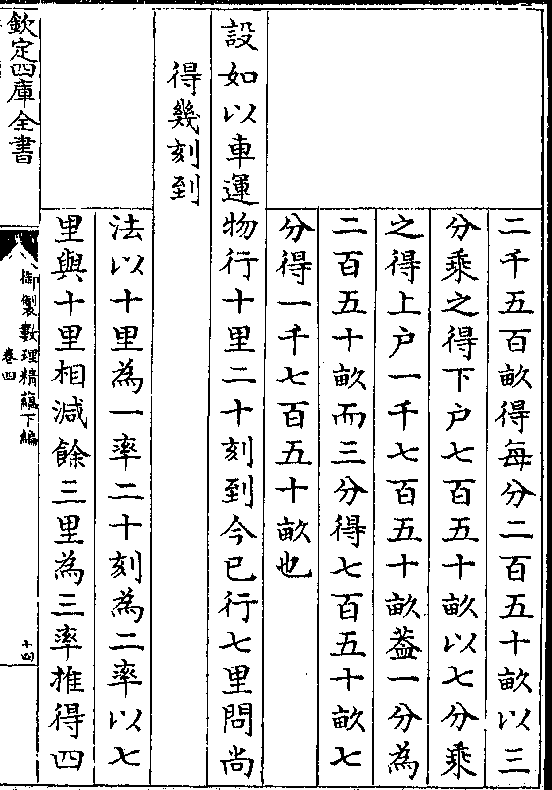 二千五百畝得每分二百五十畝以三
分乘之得下户七百五十畝以七分乘
之得上户一千七百五十畝葢一分為
二百五十畝而三分得七百五十畝七
分得一千七百五十畝也
設如以車運物行十里二十刻到今已行七里問尚
得幾刻到
法以十里為一率二十刻為二率以七
里與十里相減餘三里為三率推得四
欽定四庫全書
御製數理精藴下編
卷四
十四